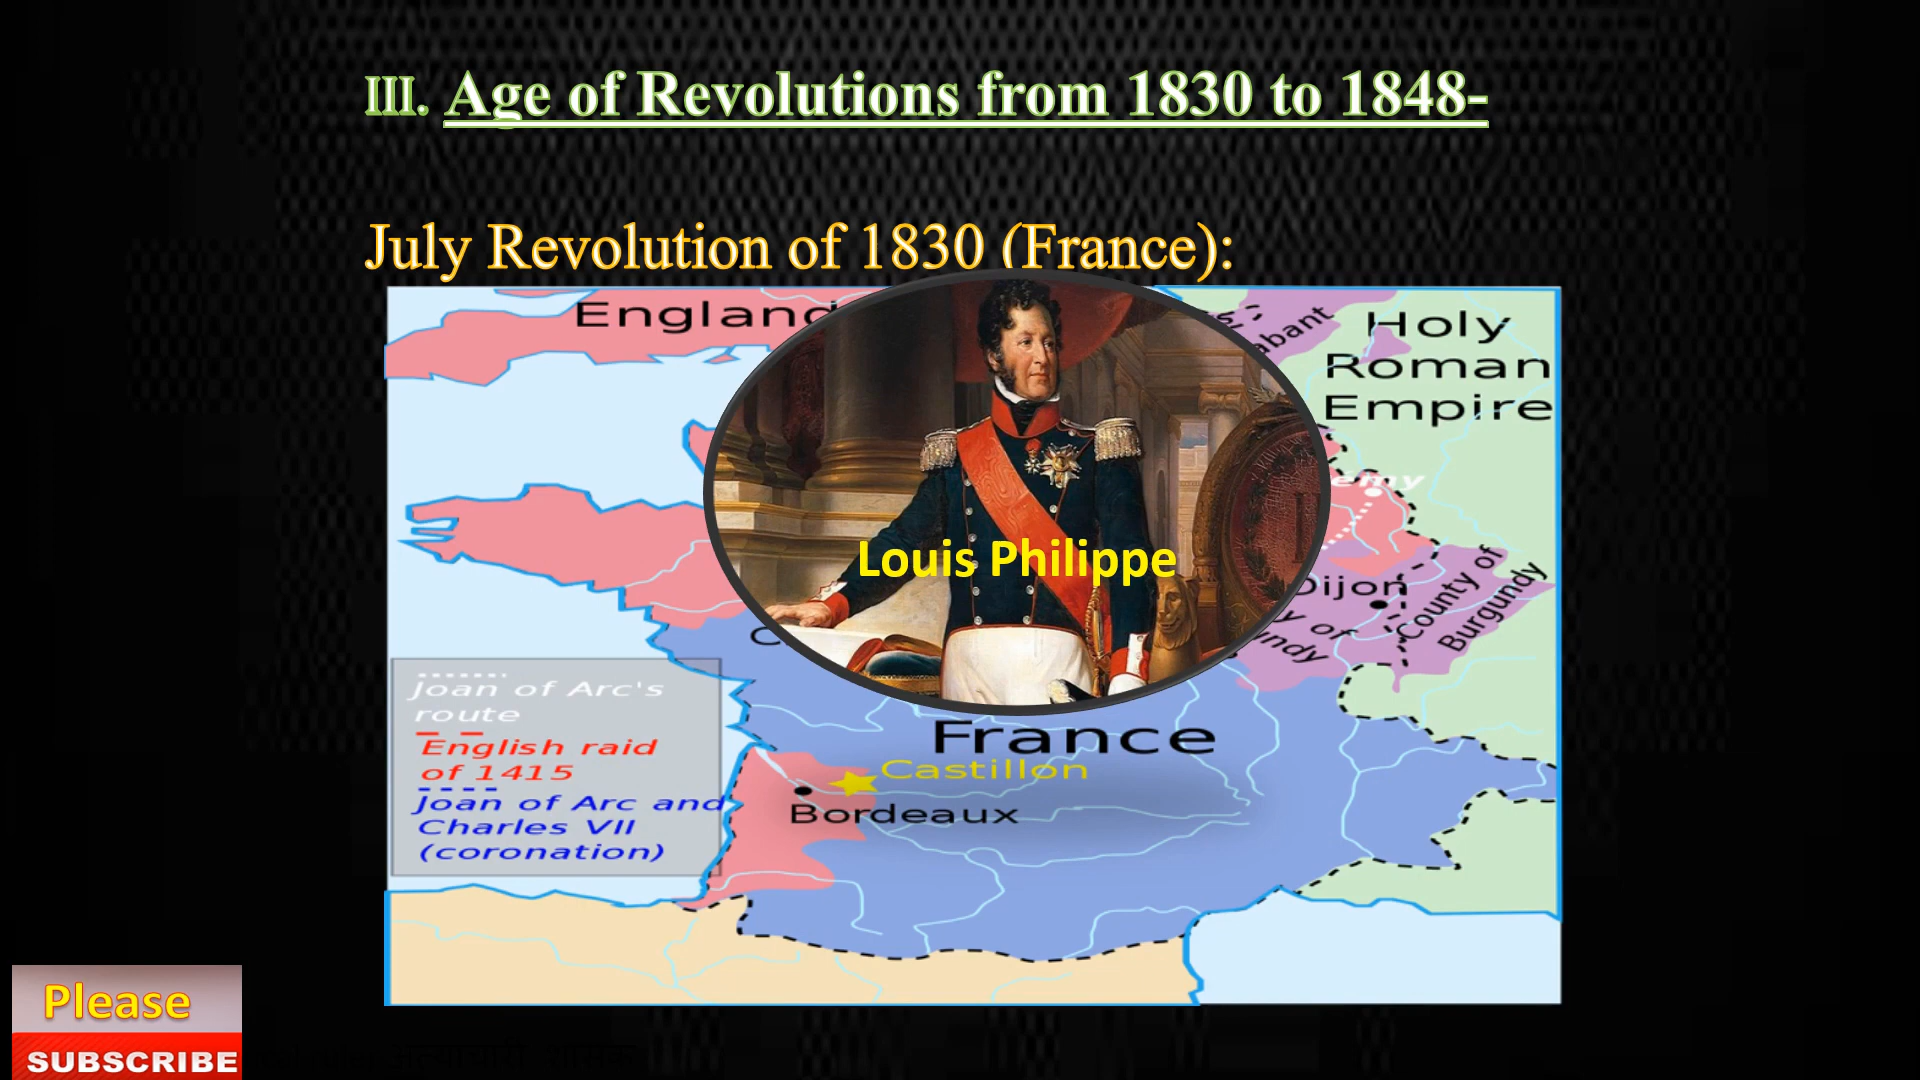 III. Age of Revolutions from 1830 to 1848-
July Revolution of 1830 (France):
England
Holy
Roman
Empire
Louis Philippe
Dijon
County of
Burgundy
Joan of Arc's
route
English raid
of 1415
Joan of Arc and
Charles VII
(coronation)
France
Castillon
Bordeaux
Please
SUBSCRIBE